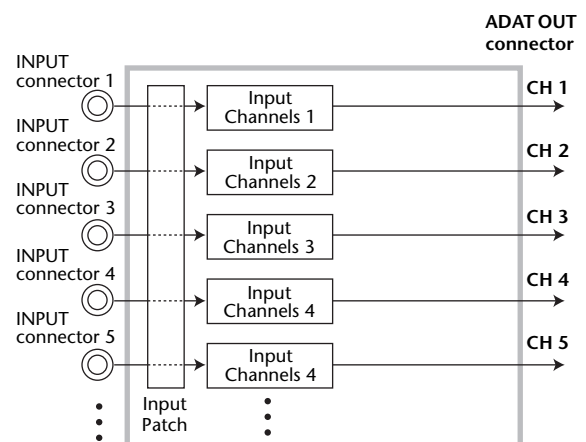 ADAT OUT
connector
INPUT
connector 1
CH 1
Input
Channels 1
INPUT
connector 2
CH 2
Input
Channels 2
INPUT
connector 3
CH 3
Input
Channels 3
INPUT
connector 4
CH 4
Input
Channels 4
INPUT
connector 5
CH 5
Input
Channels 4
Input
Patch